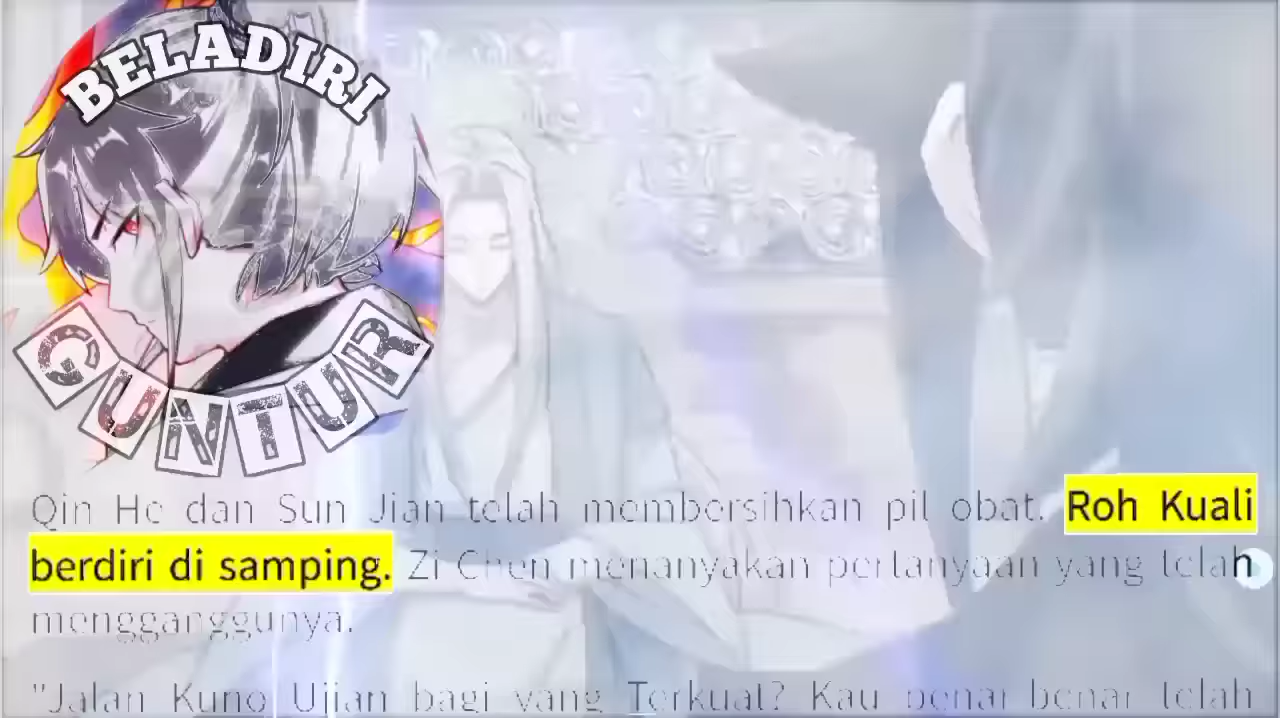 BELADIRI
GUNTUR
Qin He dan Sun Jian telah membersihkan pil obat. Roh Kuali
berdiri di samping. Zi Chen menanyakan pertanyaan yang telah
mengganggunya.
"Jalan Kuno Ujian bagi yang Terkuat? Kau benar-benar telah